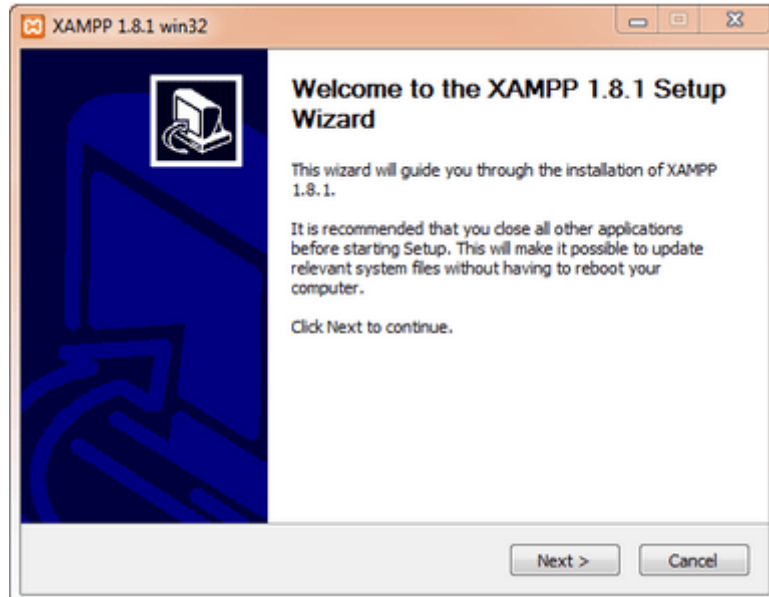 XAMPP 1.8.1 win32
Welcome to the XAMPP 1.8.1 Setup
Wizard
This wizard will guide you through the installation of XAMPP
1.8.1.
It is recommended that you close all other applications
before starting Setup. This will make it possible to update
relevant system files without having to reboot your
computer.
Click Next to continue.
Next >
Cancel